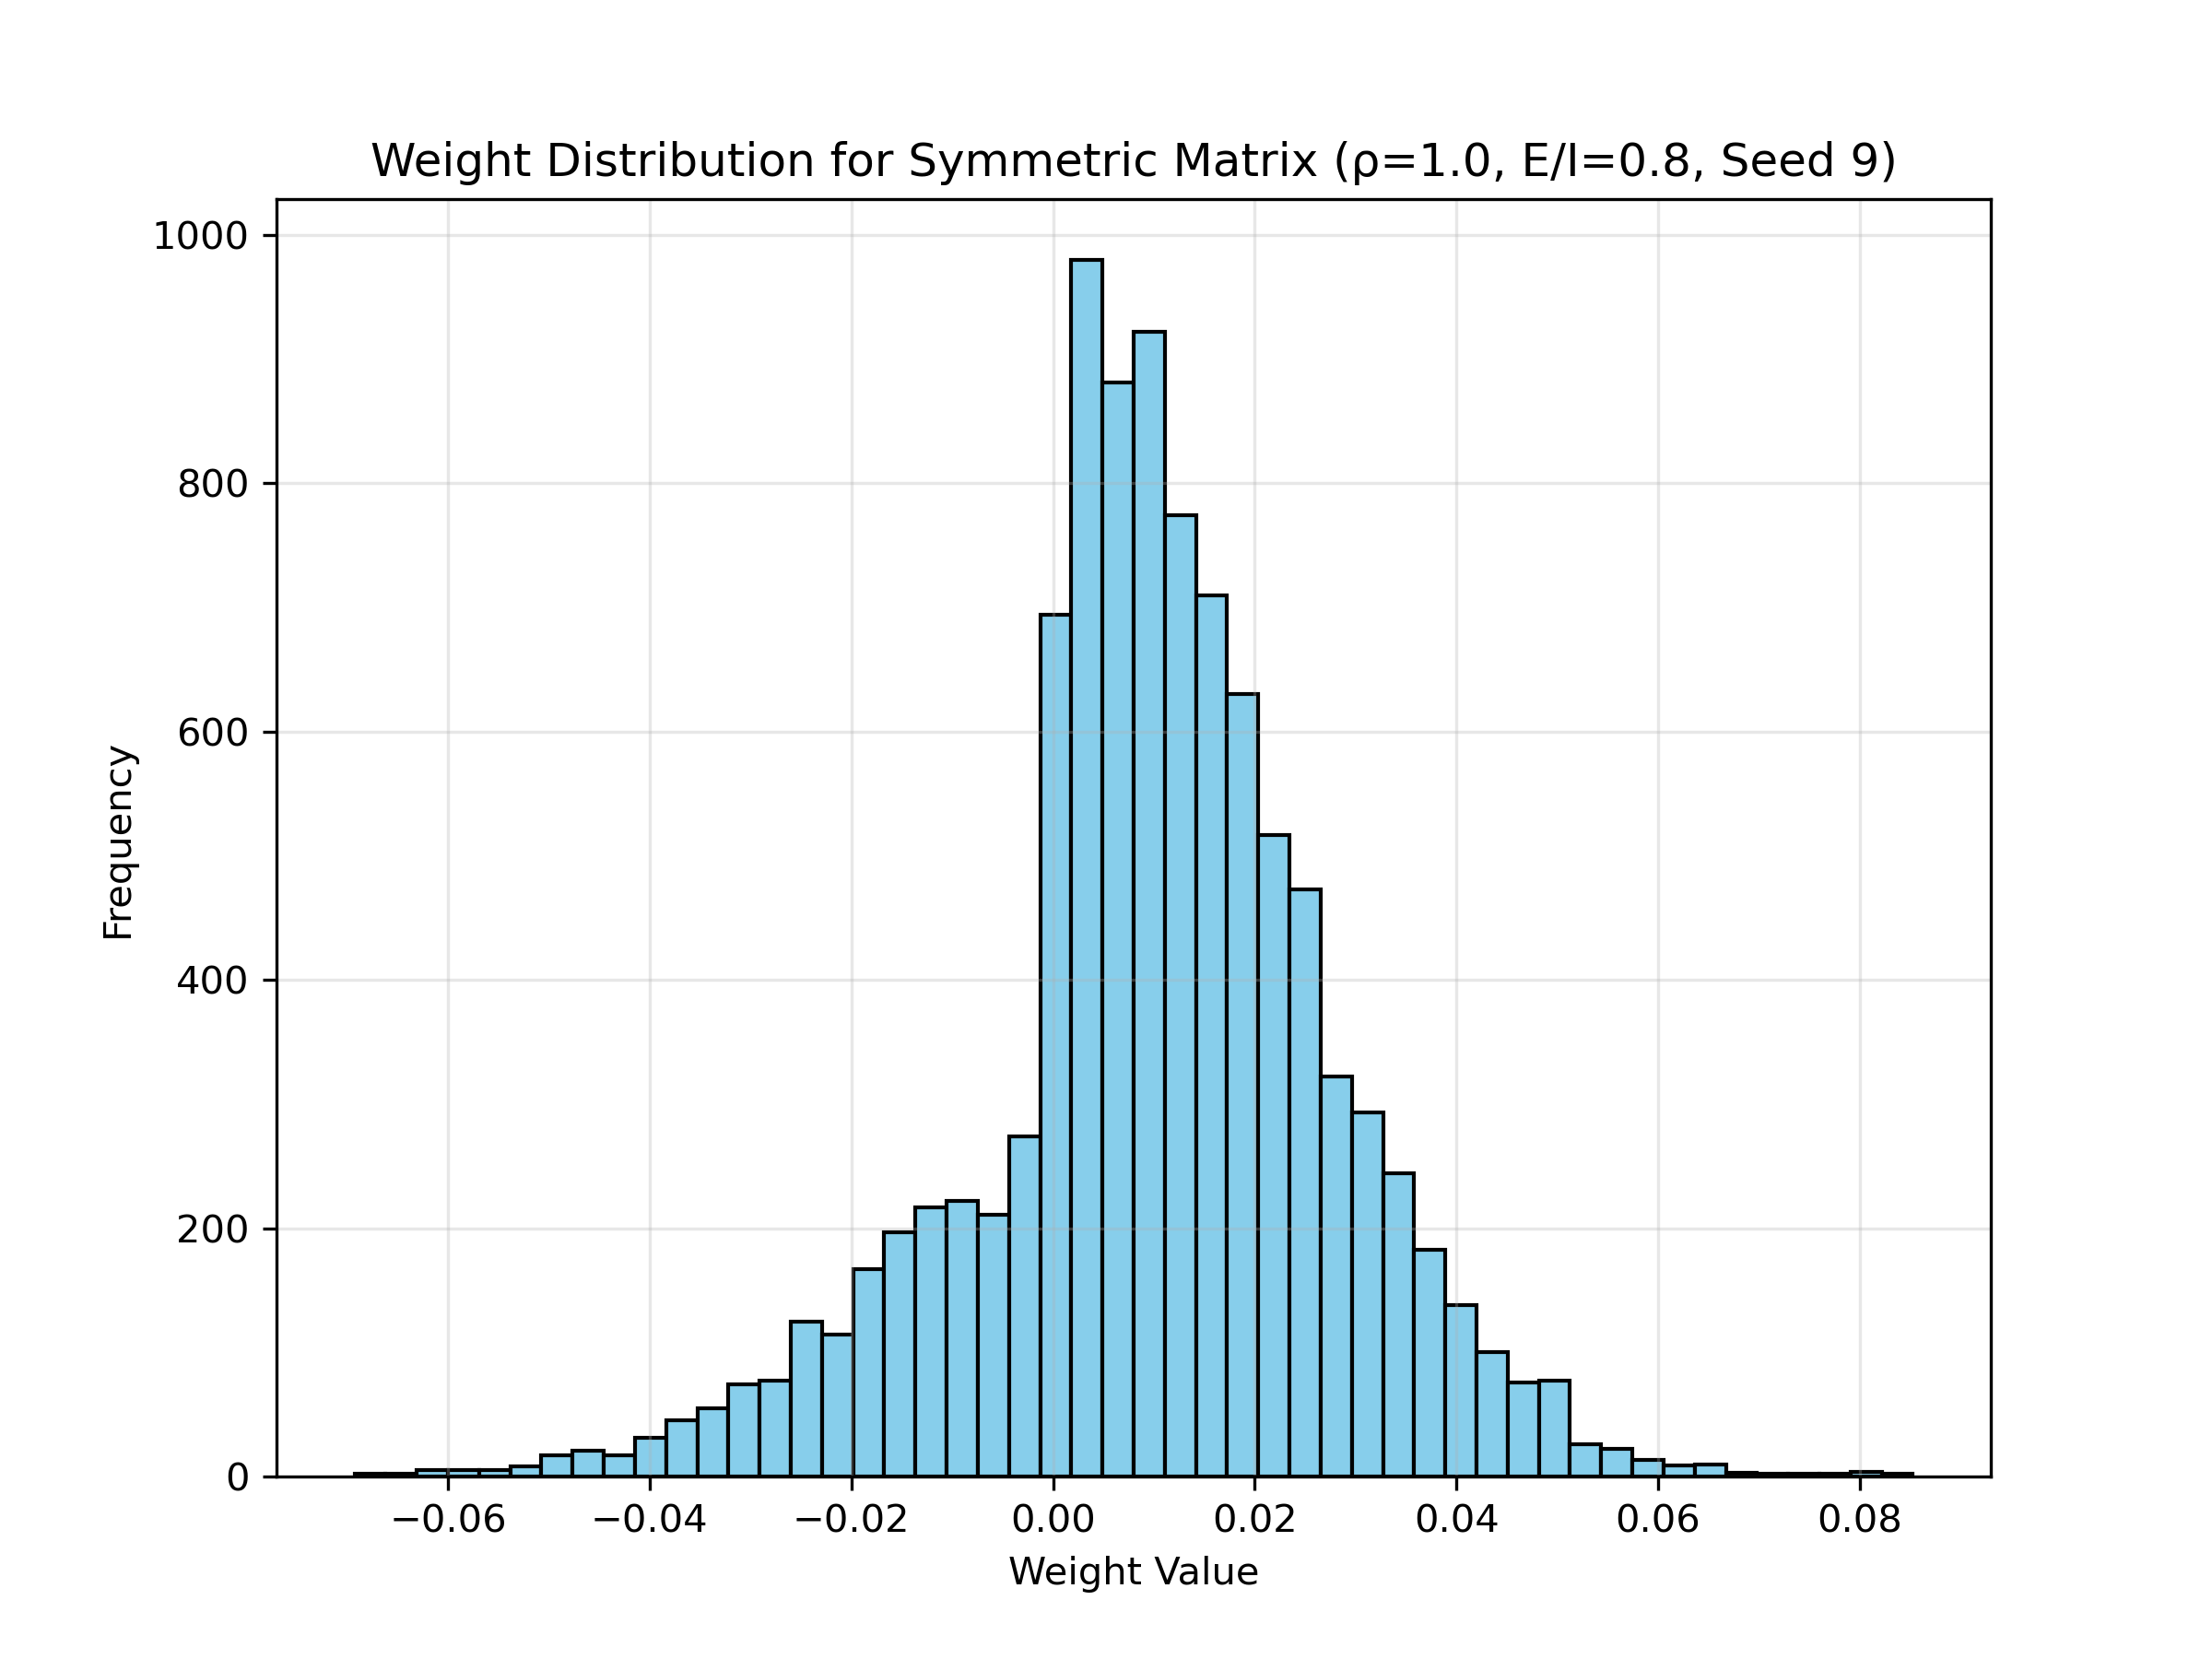 Weight Distribution for Symmetric Matrix (ρ=1.0, E/I=0.8, Seed 9)
1000
800
600
400
200
0
Frequency
−0.06 −0.04 −0.02 0.00 0.02 0.04 0.06 0.08
Weight Value